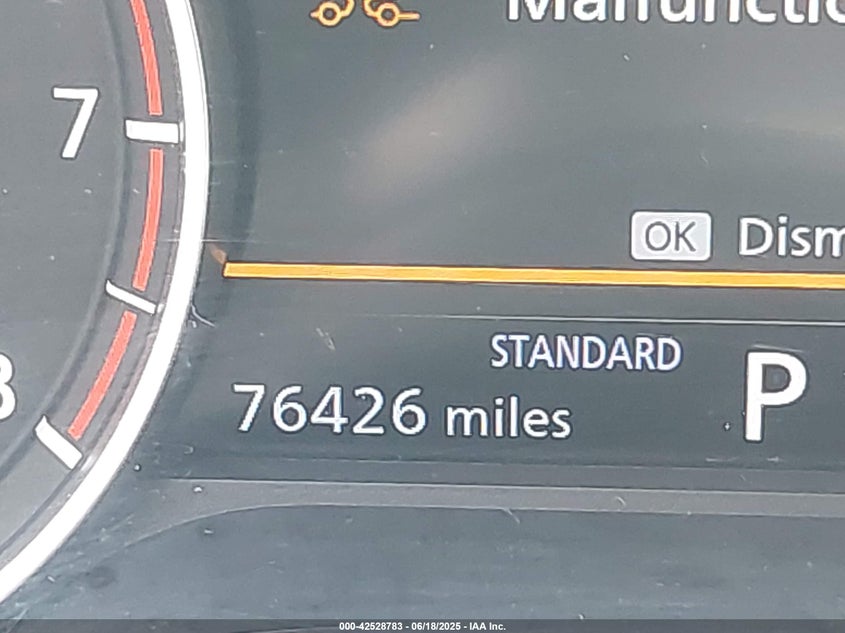 7
OK
STANDARD
76426 miles
P
000-42528783 - 06/18/2025 - IAA Inc.